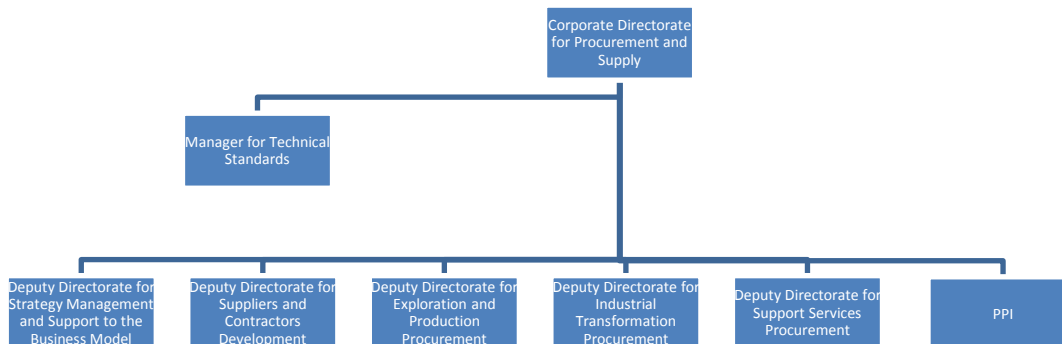 Corporate Directorate
for Procurement and
Supply
Manager for Technical
Standards
Deputy Directorate for
Strategy Management
and Support to the
Business Model
Deputy Directorate for
Suppliers and
Contractors
Development
Deputy Directorate for
Exploration and
Production
Procurement
Deputy Directorate for
Industrial
Transformation
Procurement
Deputy Directorate for
Support Services
Procurement
PPI